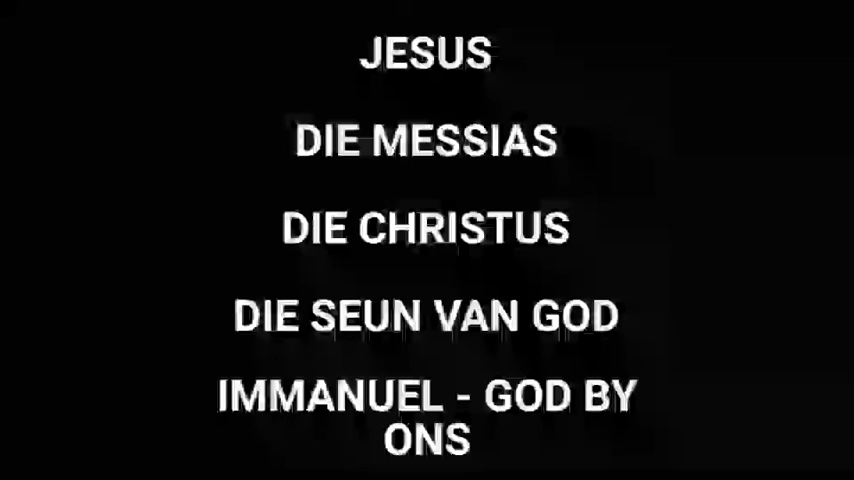 JESUS
DIE MESSIAS
DIE CHRISTUS
DIE SEUN VAN GOD
IMMANUEL - GOD BY
ONS